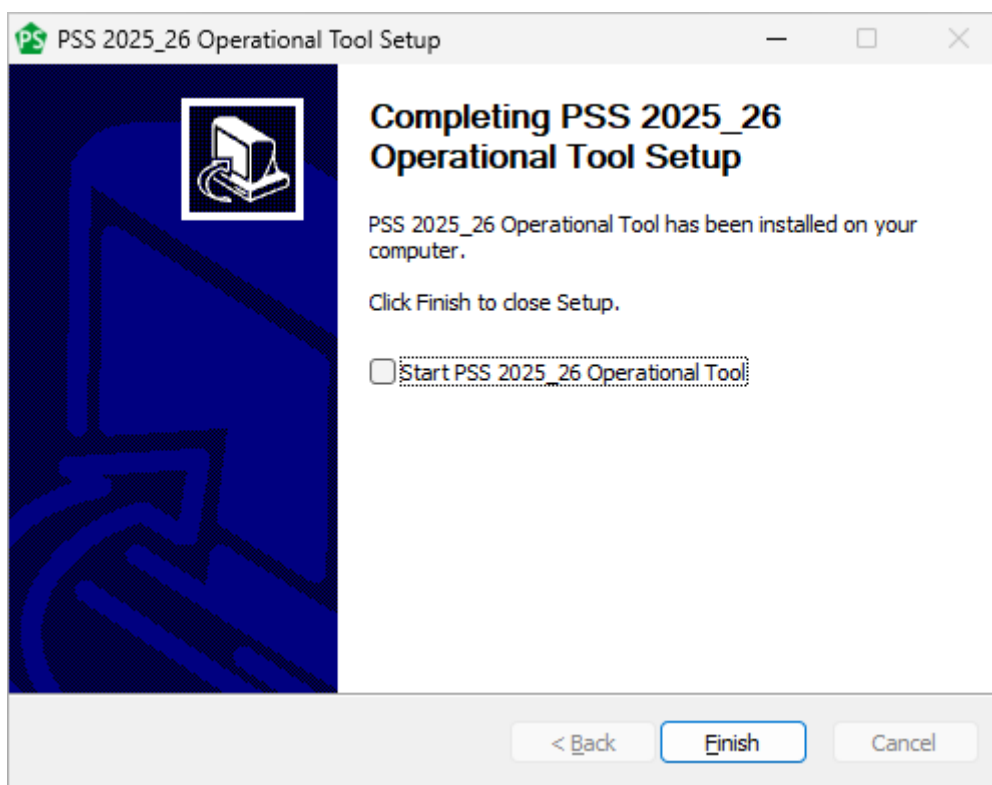 PS PSS 2025_26 Operational Tool Setup
Completing PSS 2025_26
Operational Tool Setup
PSS 2025_26 Operational Tool has been installed on your
computer.
Click Finish to close Setup.
Start PSS 2025_26 Operational Tool
< Back Finish Cancel